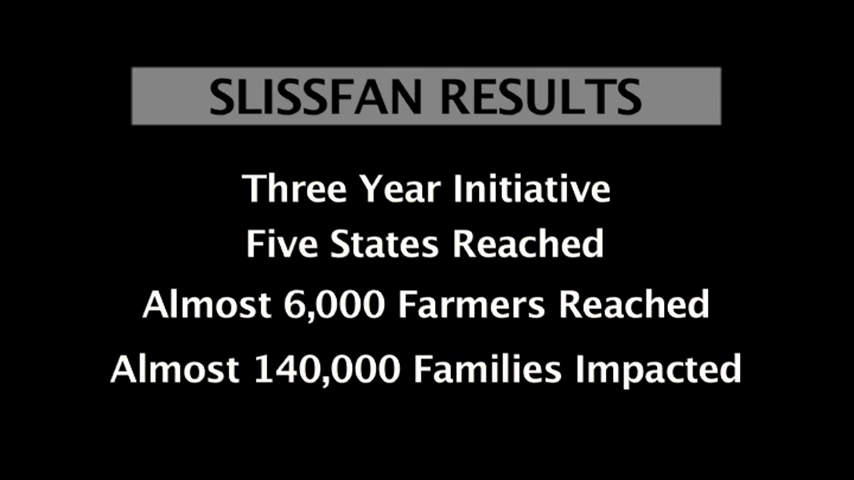 SLISSFAN RESULTS
Three Year Initiative
Five States Reached
Almost 6,000 Farmers Reached
Almost 140,000 Families Impacted